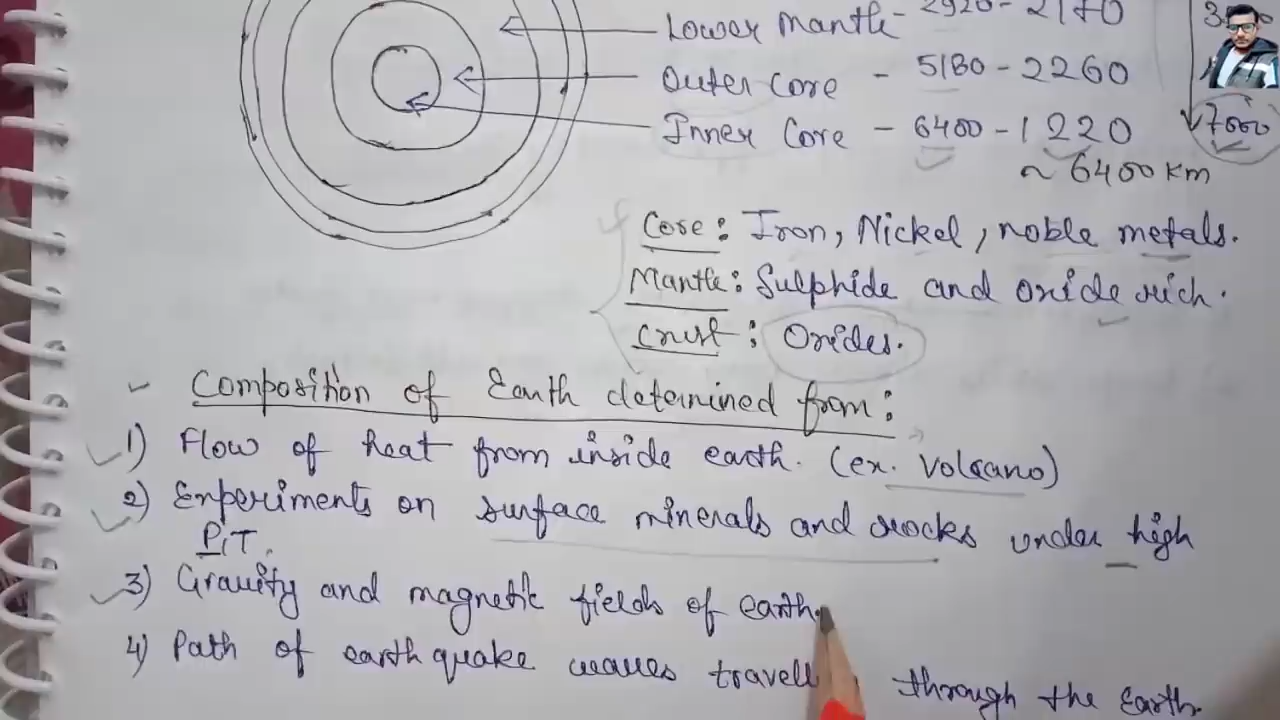 Lower Mantle - 2920 - 2170
Outer Core - 5180 - 2260
Inner Core - 6400 - 1220
7000
~ 6400 km
Core: Iron, Nickel, noble metals.
Mantle: Sulphide and oxide rich.
Crust: Oxides.
Composition of Earth determined from:
1) Flow of heat from inside earth. (ex. Volcano)
2) Experiments on surface minerals and rocks under high
P,T.
3) Gravity and magnetic fields of earth.
4) Path of earthquake waves travell through the Earth.